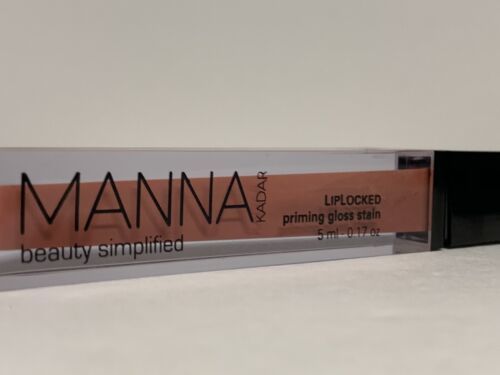 MANNA
KADAR
beauty simplified
LIPLOCKED
priming gloss stain
5 ml - 0.17 oz